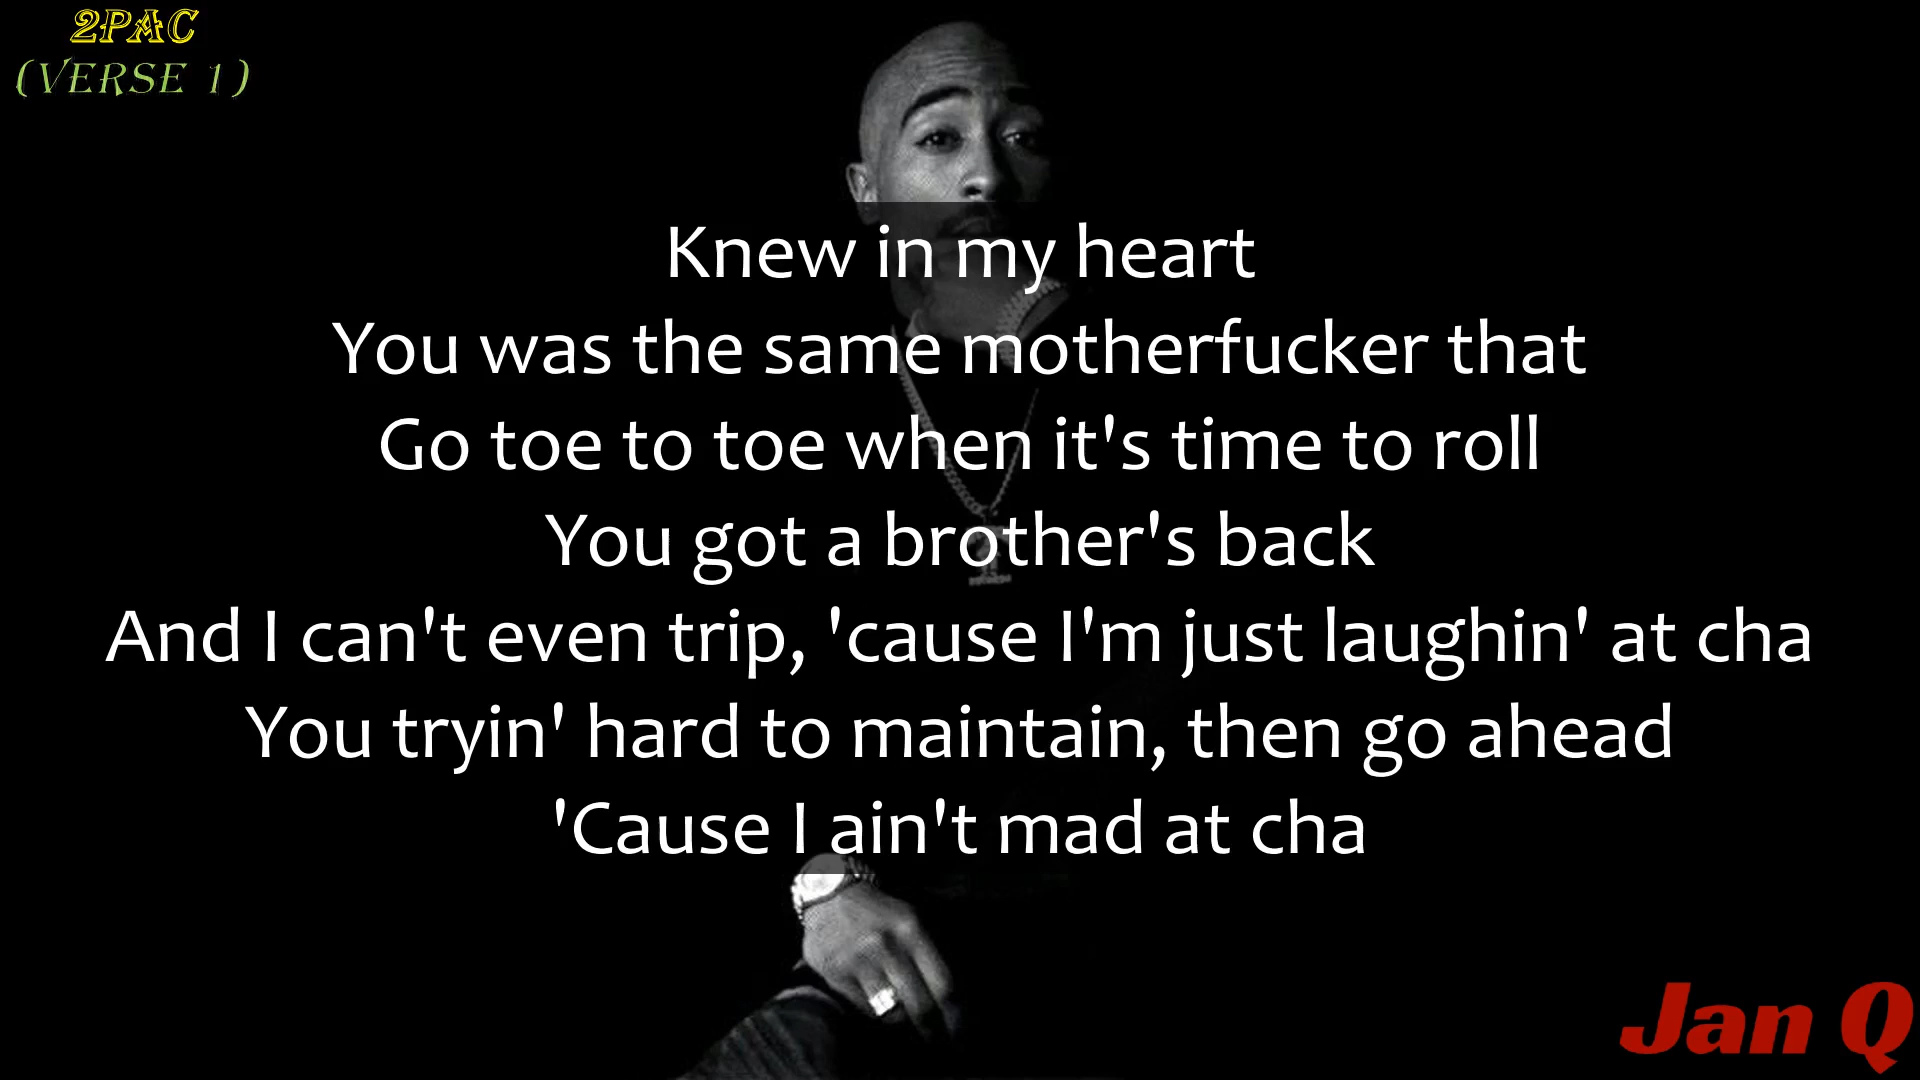 2PAC
(VERSE 1)
Knew in my heart
You was the same motherfucker that
Go toe to toe when it's time to roll
You got a brother's back
And I can't even trip, 'cause I'm just laughin' at cha
You tryin' hard to maintain, then go ahead
'Cause I ain't mad at cha
Jan Q